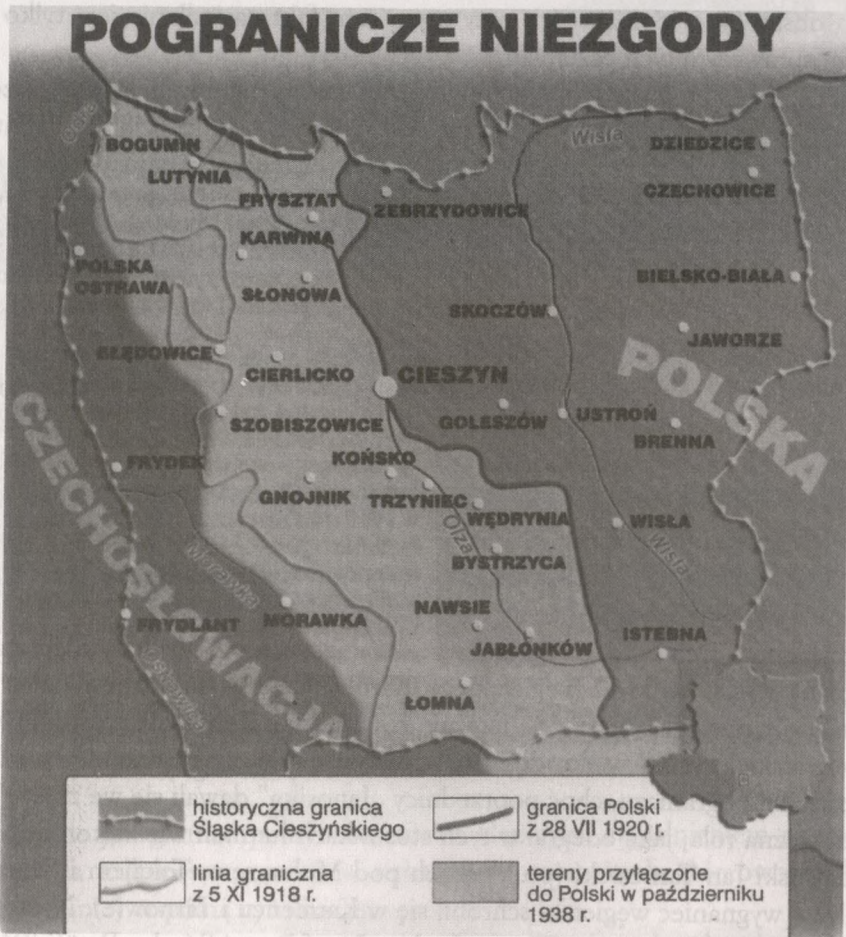 POGRANICZE NIEZGODY
Odra
BOGUMIN
LUTYNIA
Wisła
DZIEDZICE
CZECHOWICE
FRYSZTAT
ZEBRZYDOWICE
KARWINA
POLSKA
OSTRAWA
SŁONOWA
BIELSKO-BIAŁA
SKOCZÓW
JAWORZE
BŁĘDOWICE
CIERLICKO
CIESZYN
POLSKA
GOLESZÓW
USTROŃ
BRENNA
SZOBISZOWICE
CZECHOSŁOWACJA
FRYDEK
KOŃSKO
GNOJNIK
TRZYNIEC
WĘDRYNIA
Olza
WISŁA
Wisła
BYSTRZYCA
Morawka
MORAWKA
FRYDLANT
NAWSIE
JABŁONKÓW
ISTEBNA
ŁOMNA
historyczna granica
Śląska Cieszyńskiego
granica Polski
z 28 VII 1920 r.
linia graniczna
z 5 XI 1918 r.
tereny przyłączone
do Polski w październiku
1938 r.